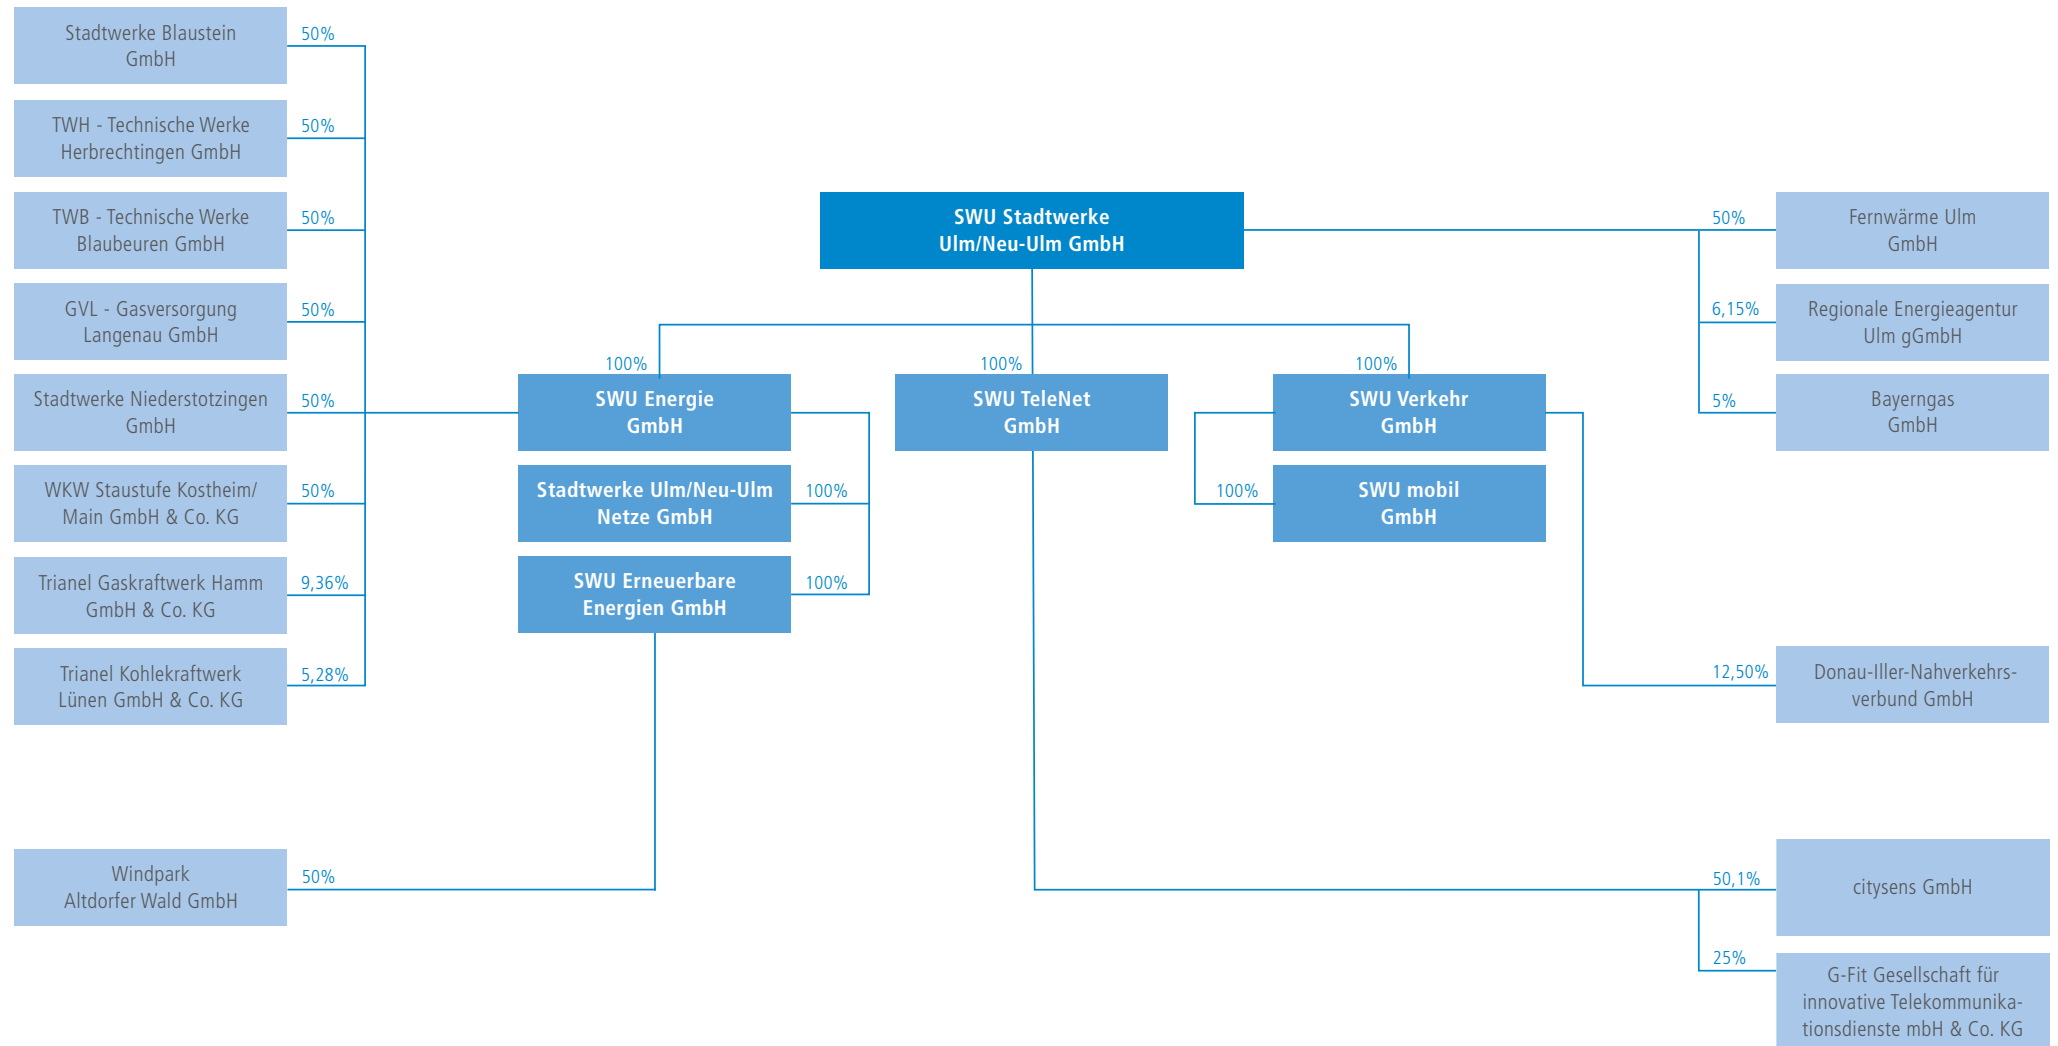 Stadtwerke Blaustein
GmbH
50%
TWH - Technische Werke
Herbrechtingen GmbH
50%
TWB - Technische Werke
Blaubeuren GmbH
50%
GVL - Gasversorgung
Langenau GmbH
50%
Stadtwerke Niederstotzingen
GmbH
50%
WKW Staustufe Kostheim/
Main GmbH & Co. KG
50%
Trianel Gaskraftwerk Hamm
GmbH & Co. KG
9,36%
Trianel Kohlekraftwerk
Lünen GmbH & Co. KG
5,28%
Windpark
Altdorfer Wald GmbH
50%
SWU Stadtwerke
Ulm/Neu-Ulm GmbH
100%
SWU Energie
GmbH
Stadtwerke Ulm/Neu-Ulm
Netze GmbH
100%
SWU Erneuerbare
Energien GmbH
100%
100%
SWU TeleNet
GmbH
100%
SWU Verkehr
GmbH
100%
SWU mobil
GmbH
50%
Fernwärme Ulm
GmbH
6,15%
Regionale Energieagentur
Ulm gGmbH
5%
Bayerngas
GmbH
12,50%
Donau-Iller-Nahverkehrs-
verbund GmbH
50,1%
citysens GmbH
25%
G-Fit Gesellschaft für
innovative Telekommunika-
tionsdienste mbH & Co. KG